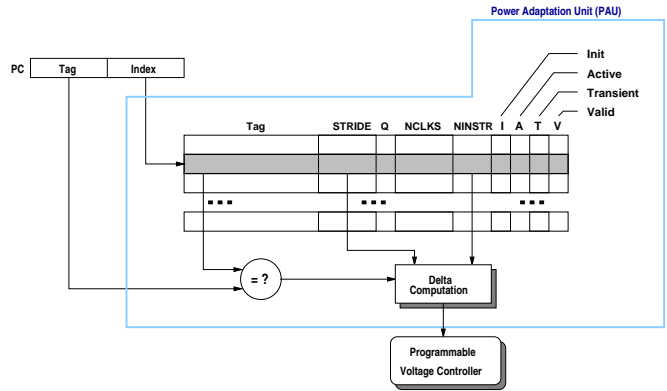 Power Adaptation Unit (PAU)
PC Tag Index
Init
Active
Transient
Valid
Tag STRIDE Q NCLKS NINSTR I A T V
= ?
Delta
Computation
Programmable
Voltage Controller